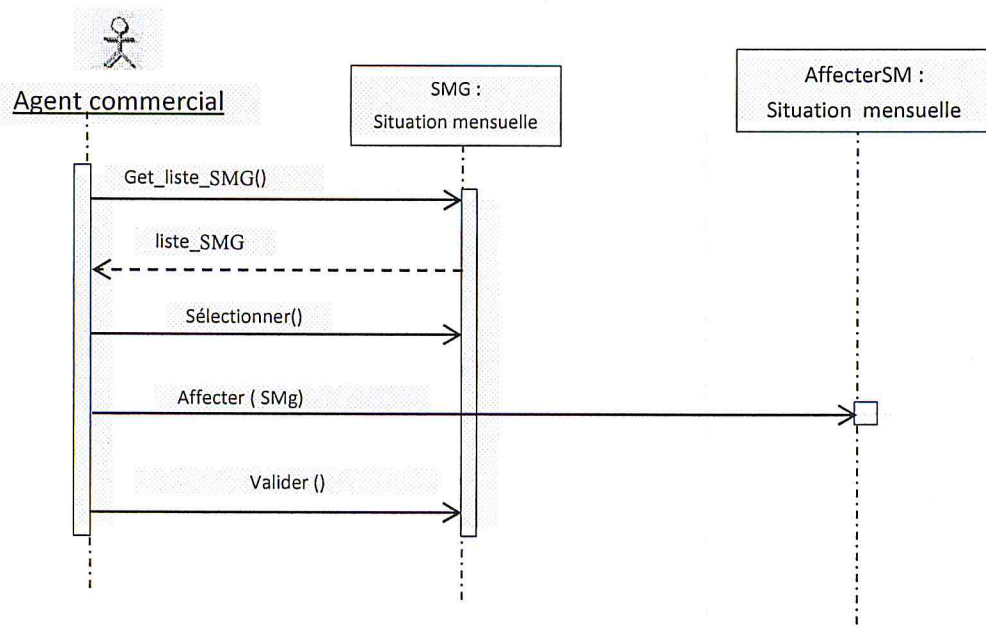 Agent commercial
SMG :
Situation mensuelle
AffecterSM :
Situation mensuelle
Get_liste_SMG()
liste_SMG
Sélectionner()
Affecter ( SMg)
Valider ()